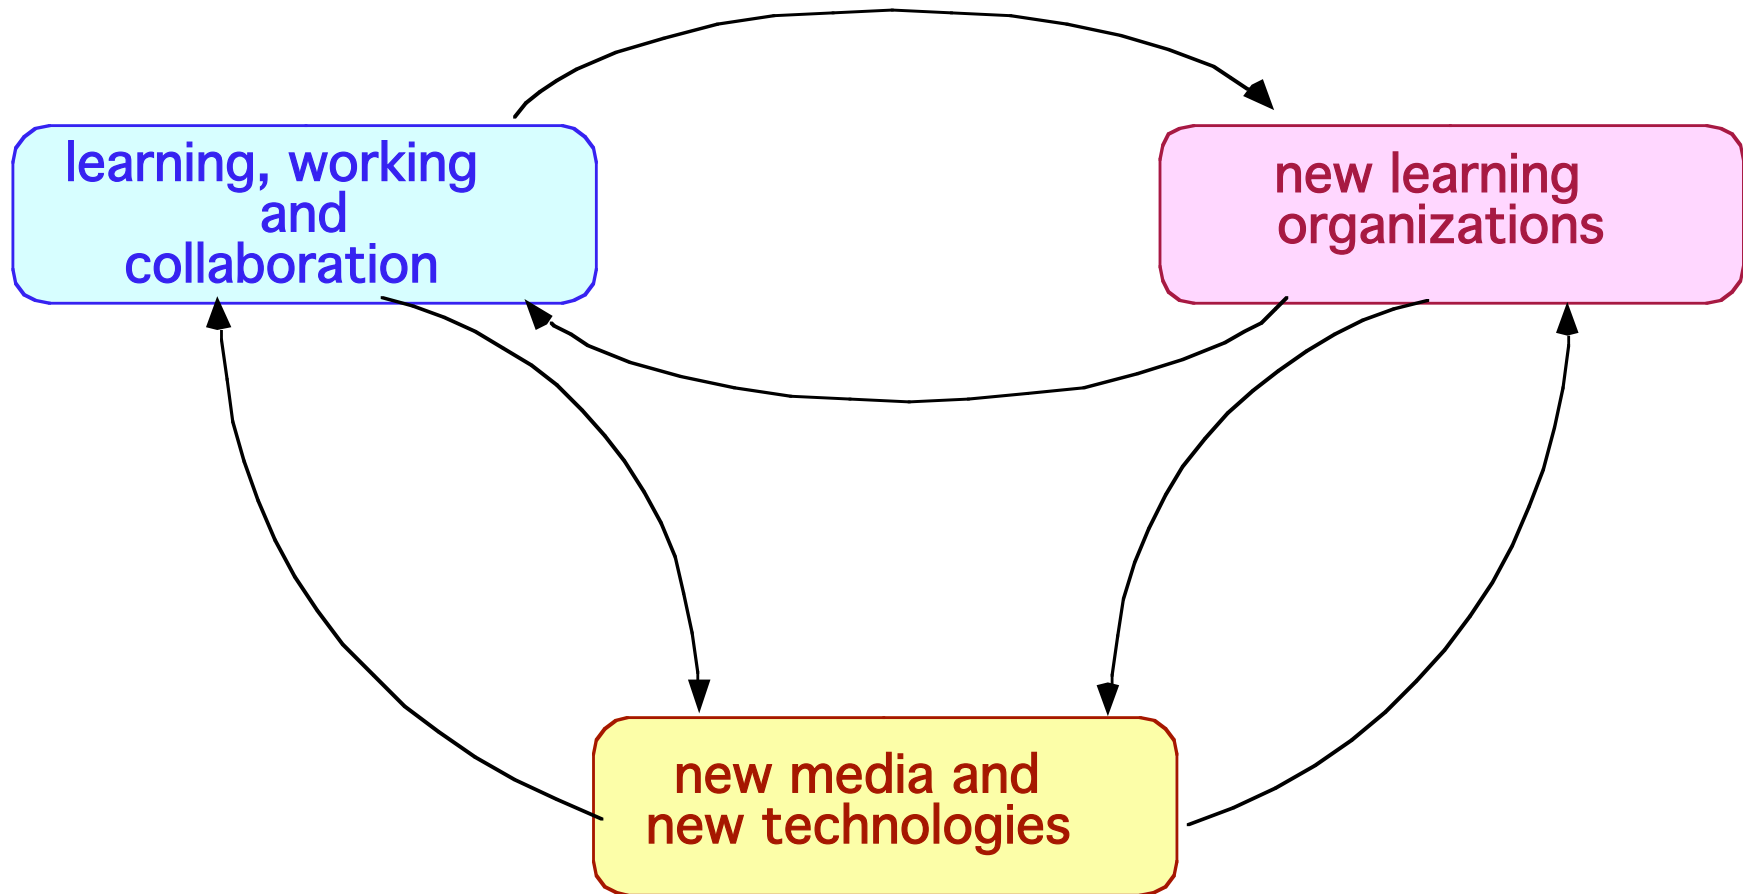 learning, working
and
collaboration
new learning
organizations
new media and
new technologies